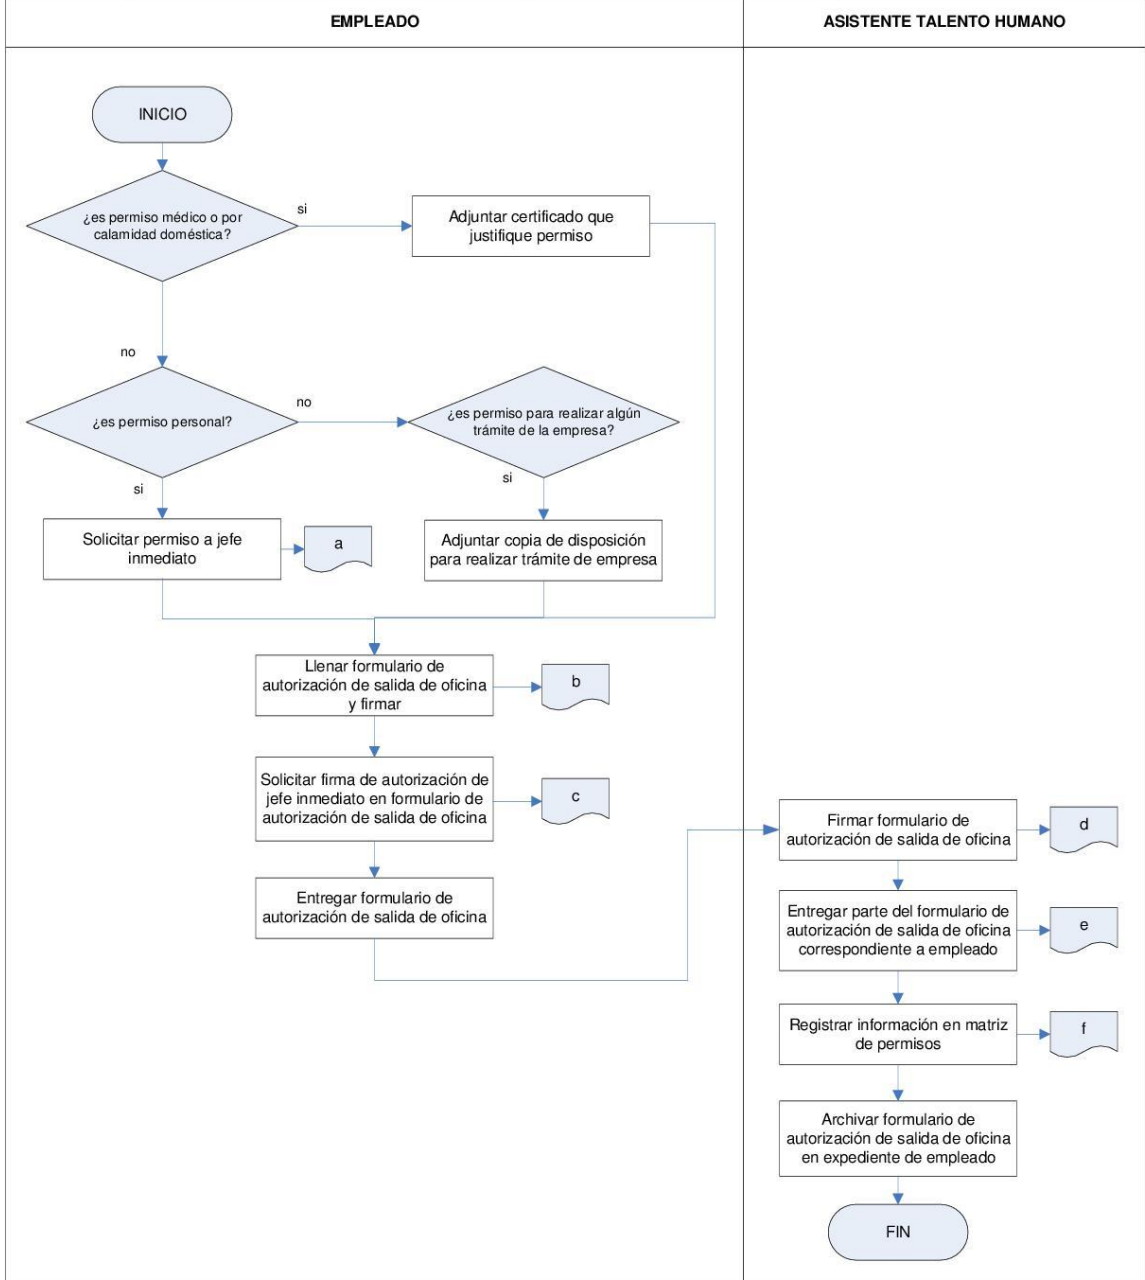 EMPLEADO
ASISTENTE TALENTO HUMANO
INICIO
¿es permiso médico o por
calamidad doméstica?
si
Adjuntar certificado que
justifique permiso
no
¿es permiso personal?
no
¿es permiso para realizar algún
trámite de la empresa?
si
si
Solicitar permiso a jefe
inmediato
a
Adjuntar copia de disposición
para realizar trámite de empresa
Llenar formulario de
autorización de salida de oficina
y firmar
b
Solicitar firma de autorización de
jefe inmediato en formulario de
autorización de salida de oficina
c
Entregar formulario de
autorización de salida de oficina
Firmar formulario de
autorización de salida de oficina
d
Entregar parte del formulario de
autorización de salida de oficina
correspondiente a empleado
e
Registrar información en matriz
de permisos
f
Archivar formulario de
autorización de salida de oficina
en expediente de empleado
FIN